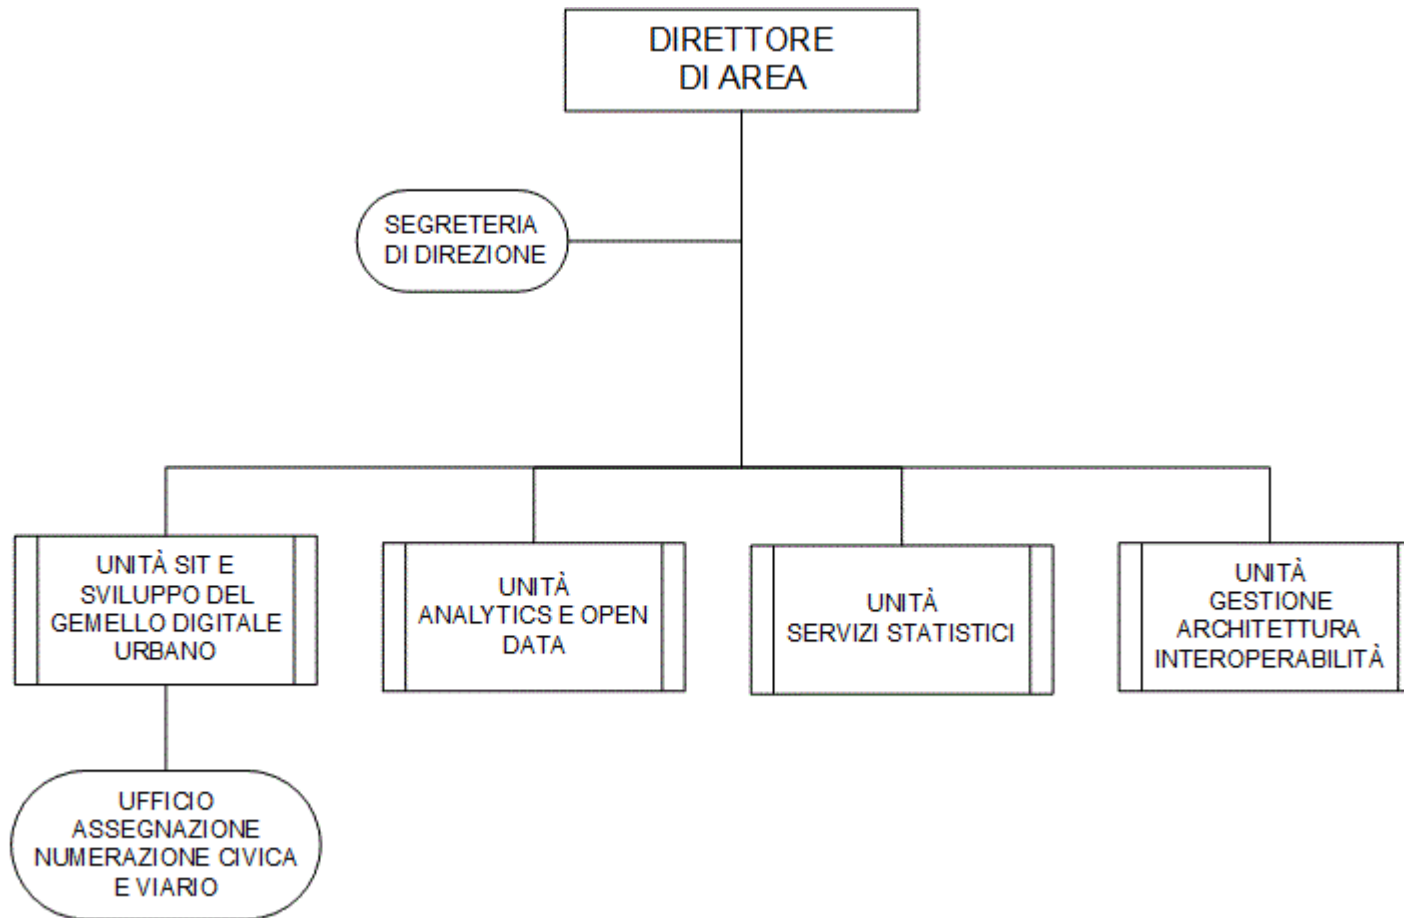 DIRETTORE
DI AREA
SEGRETERIA
DI DIREZIONE
UNITÀ SIT E
SVILUPPO DEL
GEMELLO DIGITALE
URBANO
UNITÀ
ANALYTICS E OPEN
DATA
UNITÀ
SERVIZI STATISTICI
UNITÀ
GESTIONE
ARCHITETTURA
INTEROPERABILITÀ
UFFICIO
ASSEGNAZIONE
NUMERAZIONE CIVICA
E VIARIO